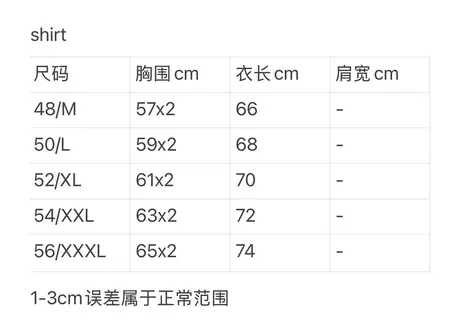 shirt
尺码 胸围cm 衣长cm 肩宽cm
48/M 57x2 66 -
50/L 59x2 68 -
52/XL 61x2 70 -
54/XXL 63x2 72 -
56/XXXL 65x2 74 -
1-3cm误差属于正常范围